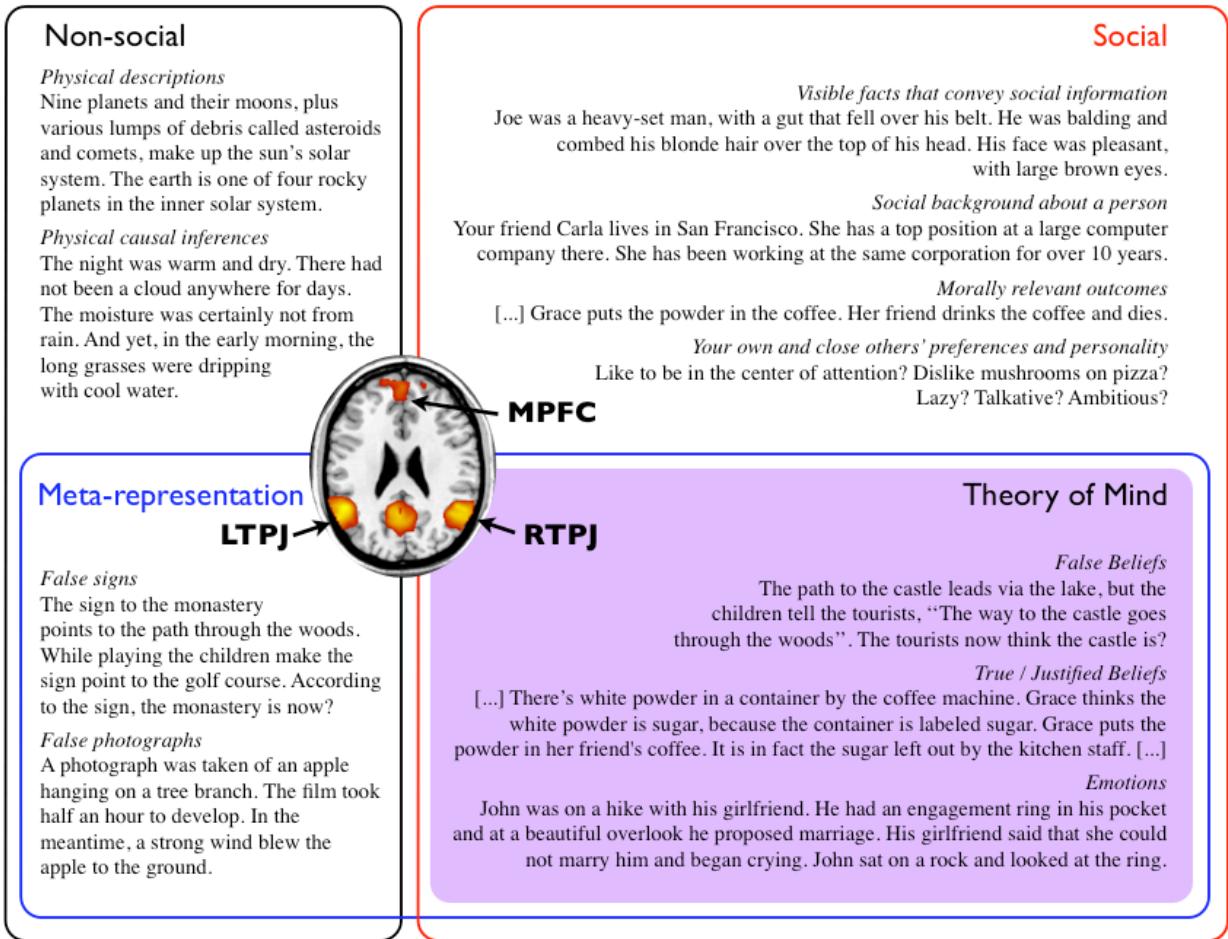 Non-social
Physical descriptions
Nine planets and their moons, plus
various lumps of debris called asteroids
and comets, make up the sun's solar
system. The earth is one of four rocky
planets in the inner solar system.
Physical causal inferences
The night was warm and dry. There had
not been a cloud anywhere for days.
The moisture was certainly not from
rain. And yet, in the early morning, the
long grasses were dripping
with cool water.
Social
Visible facts that convey social information
Joe was a heavy-set man, with a gut that fell over his belt. He was balding and
combed his blonde hair over the top of his head. His face was pleasant,
with large brown eyes.
Social background about a person
Your friend Carla lives in San Francisco. She has a top position at a large computer
company there. She has been working at the same corporation for over 10 years.
Morally relevant outcomes
[...] Grace puts the powder in the coffee. Her friend drinks the coffee and dies.
Your own and close others' preferences and personality
Like to be in the center of attention? Dislike mushrooms on pizza?
Lazy? Talkative? Ambitious?
MPFC
LTPJ
RTPJ
Meta-representation
False signs
The sign to the monastery
points to the path through the woods.
While playing the children make the
sign point to the golf course. According
to the sign, the monastery is now?
False photographs
A photograph was taken of an apple
hanging on a tree branch. The film took
half an hour to develop. In the
meantime, a strong wind blew the
apple to the ground.
Theory of Mind
False Beliefs
The path to the castle leads via the lake, but the
children tell the tourists, ‘‘The way to the castle goes
through the woods’’. The tourists now think the castle is?
True / Justified Beliefs
[...] There's white powder in a container by the coffee machine. Grace thinks the
white powder is sugar, because the container is labeled sugar. Grace puts the
powder in her friend's coffee. It is in fact the sugar left out by the kitchen staff. [...]
Emotions
John was on a hike with his girlfriend. He had an engagement ring in his pocket
and at a beautiful overlook he proposed marriage. His girlfriend said that she could
not marry him and began crying. John sat on a rock and looked at the ring.